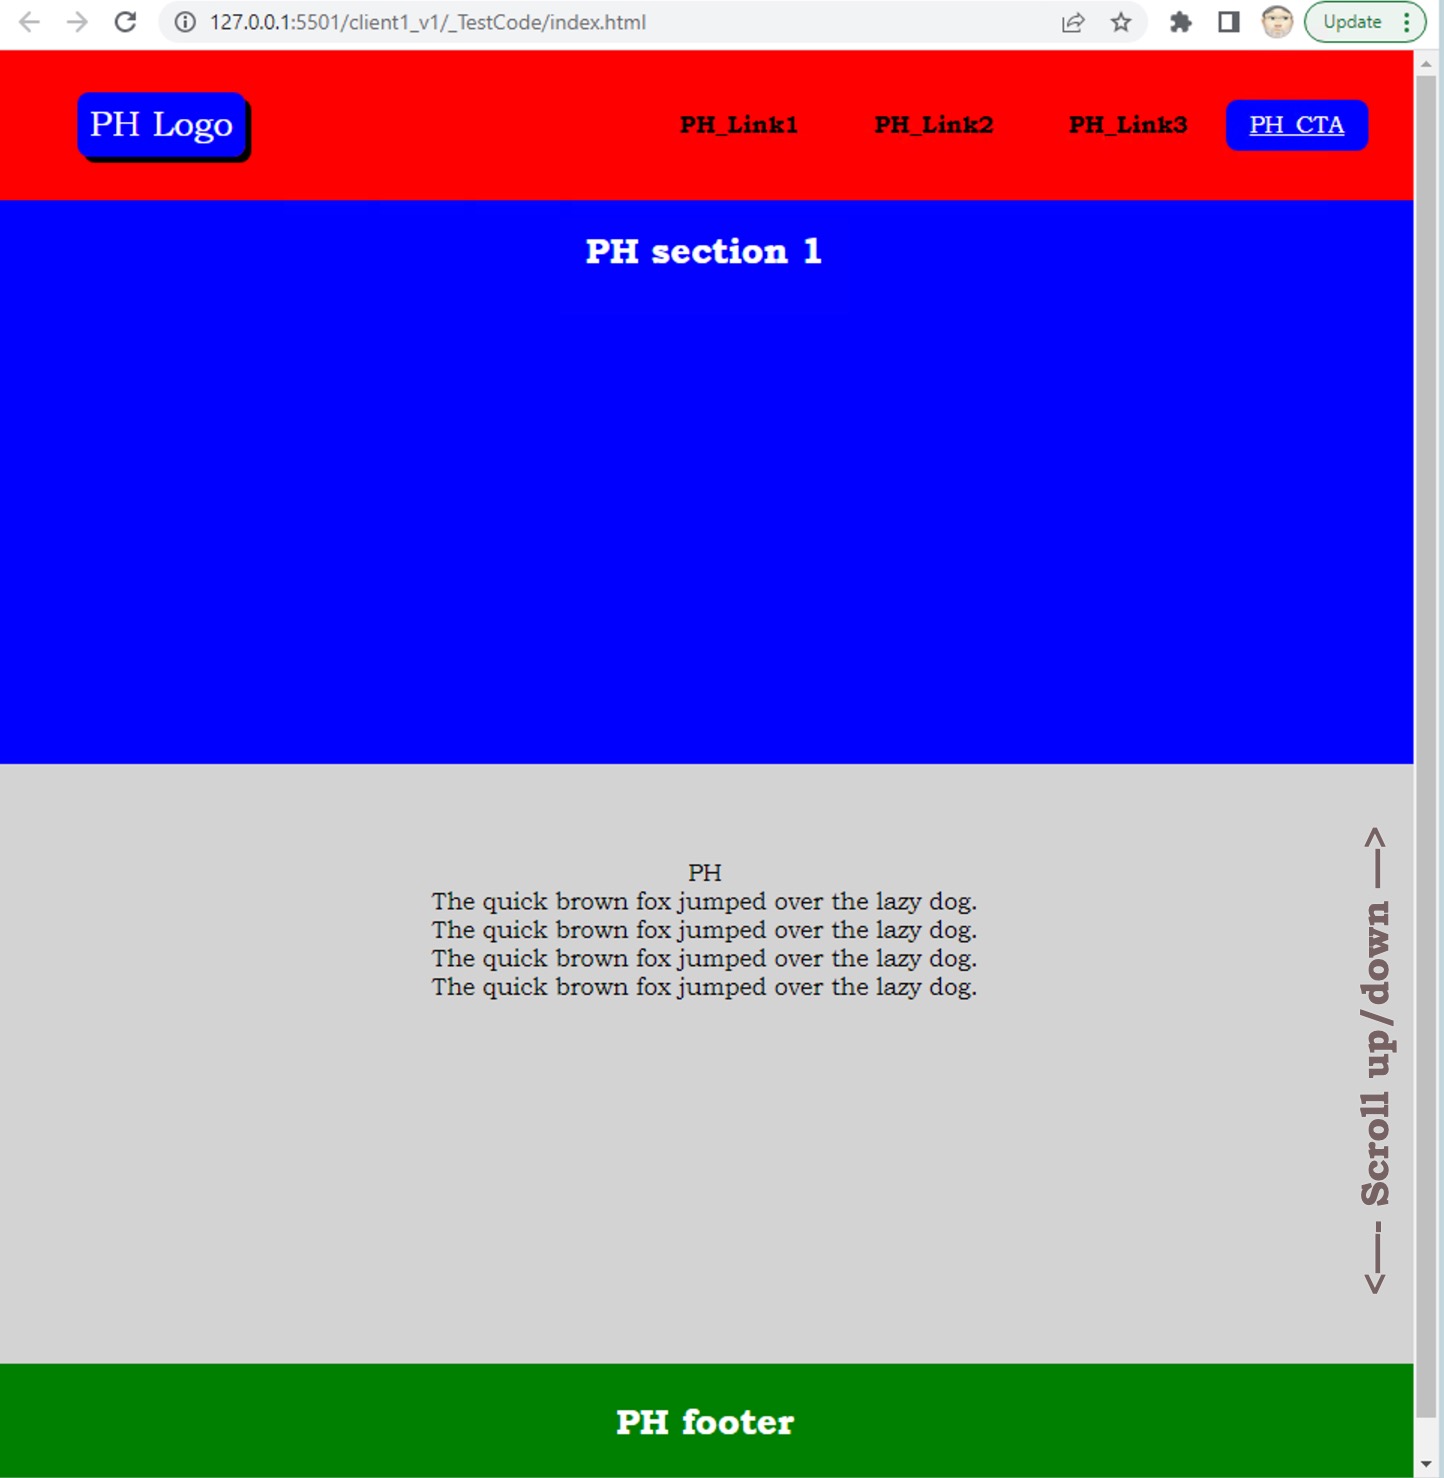 127.0.0.1:5501/client1_v1/_TestCode/index.html
Update
PH Logo
PH_Link1
PH_Link2
PH_Link3
PH_CTA
PH section 1
PH
The quick brown fox jumped over the lazy dog.
The quick brown fox jumped over the lazy dog.
The quick brown fox jumped over the lazy dog.
The quick brown fox jumped over the lazy dog.
<—- Scroll up/down —>
PH footer